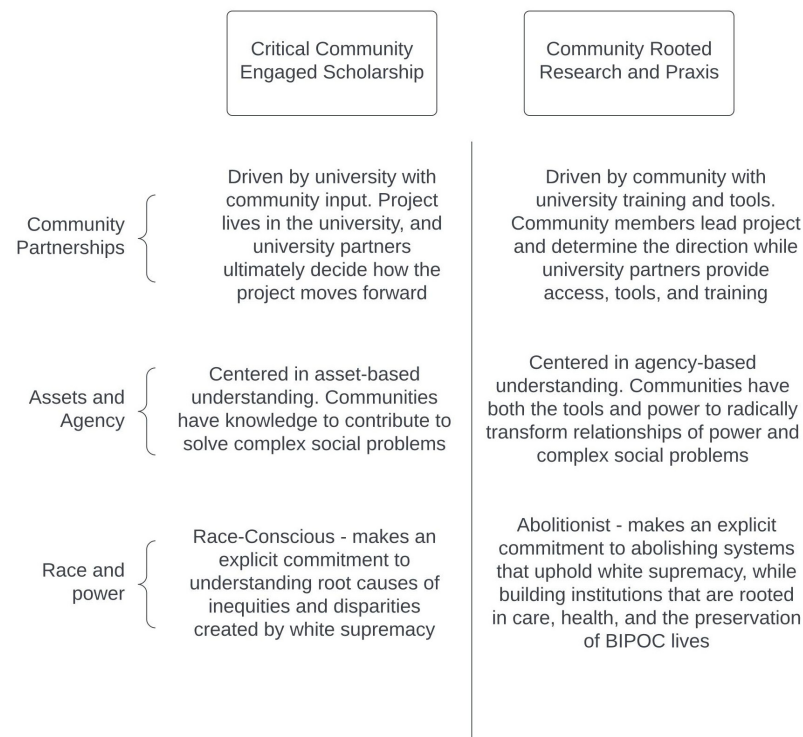 Critical Community
Engaged Scholarship
Community Rooted
Research and Praxis
Community
Partnerships
Driven by university with
community input. Project
lives in the university, and
university partners
ultimately decide how the
project moves forward
Driven by community with
university training and tools.
Community members lead project
and determine the direction while
university partners provide
access, tools, and training
Assets and
Agency
Centered in asset-based
understanding. Communities
have knowledge to contribute to
solve complex social problems
Centered in agency-based
understanding. Communities have
both the tools and power to radically
transform relationships of power and
complex social problems
Race and
power
Race-Conscious - makes an
explicit commitment to
understanding root causes of
inequities and disparities
created by white supremacy
Abolitionist - makes an explicit
commitment to abolishing systems
that uphold white supremacy, while
building institutions that are rooted
in care, health, and the preservation
of BIPOC lives